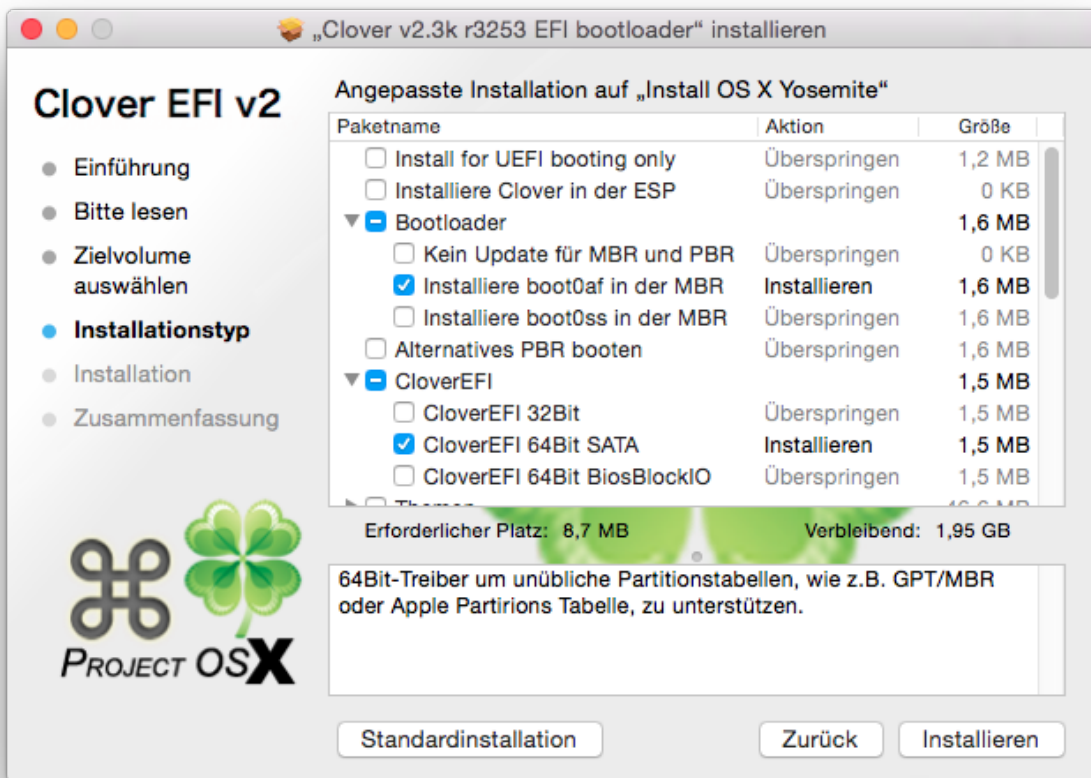 „Clover v2.3k r3253 EFI bootloader“ installieren
Clover EFI v2
Einführung
Bitte lesen
Zielvolume
auswählen
Installationstyp
Installation
Zusammenfassung
PROJECT OSX
Angepasste Installation auf „Install OS X Yosemite“
Paketname Aktion Größe
Install for UEFI booting only Überspringen 1,2 MB
Installiere Clover in der ESP Überspringen 0 KB
Bootloader 1,6 MB
Kein Update für MBR und PBR Überspringen 0 KB
Installiere boot0af in der MBR Installieren 1,6 MB
Installiere boot0ss in der MBR Überspringen 1,6 MB
Alternatives PBR booten Überspringen 1,6 MB
CloverEFI 1,5 MB
CloverEFI 32Bit Überspringen 1,5 MB
CloverEFI 64Bit SATA Installieren 1,5 MB
CloverEFI 64Bit BiosBlockIO Überspringen 1,5 MB
Erforderlicher Platz: 8,7 MB Verbleibend: 1,95 GB
64Bit-Treiber um unübliche Partitionstabellen, wie z.B. GPT/MBR
oder Apple Partirions Tabelle, zu unterstützen.
Standardinstallation Zurück Installieren